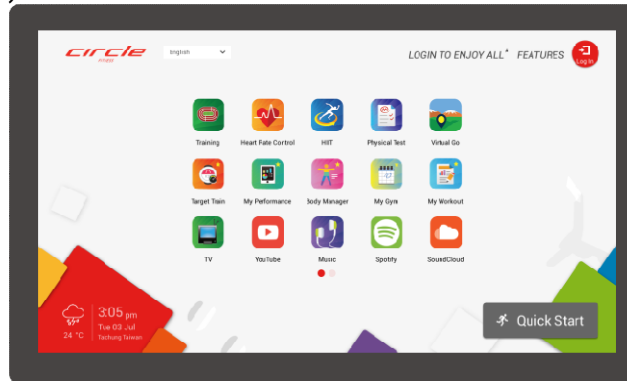 circle
FITNESS
English
LOGIN TO ENJOY ALL* FEATURES
Log In
Training Heart Rate Control HIIT Physical Test Virtual Go
Target Train My Performance Body Manager My Gym My Workout
TV YouTube Music Spotify SoundCloud
3:05 pm
Tue 03 Jul
24 °C Taichung Taiwan
Quick Start